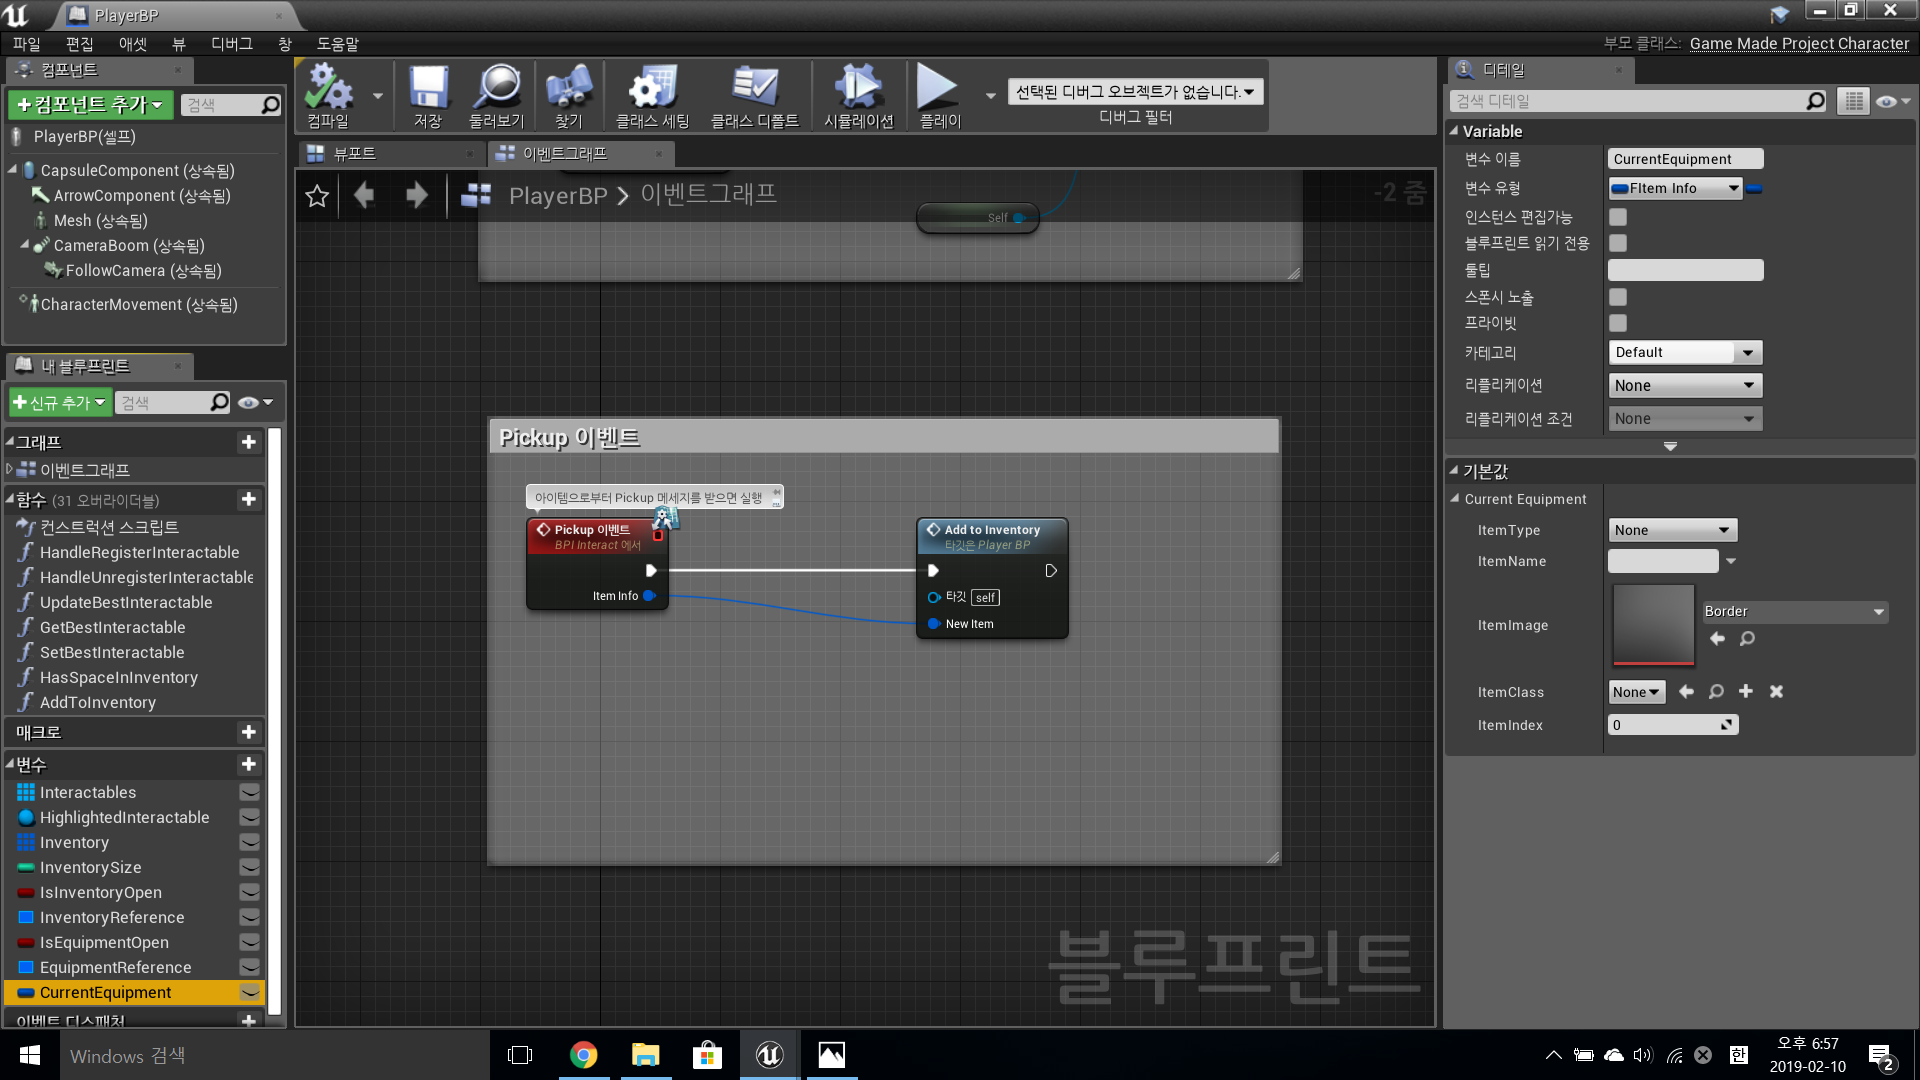 PlayerBP
파일 편집 애셋 뷰 디버그 창 도움말
부모 클래스: Game Made Project Character
컴포넌트
컴포넌트 추가
검색
PlayerBP(셀프)
CapsuleComponent (상속됨)
ArrowComponent (상속됨)
Mesh (상속됨)
CameraBoom (상속됨)
FollowCamera (상속됨)
CharacterMovement (상속됨)
내 블루프린트
신규 추가
검색
그래프
이벤트그래프
함수 (31 오버라이더블)
컨스트럭션 스크립트
HandleRegisterInteractable
HandleUnregisterInteractable
UpdateBestInteractable
GetBestInteractable
SetBestInteractable
HasSpaceInInventory
AddToInventory
매크로
변수
Interactables
HighlightedInteractable
Inventory
InventorySize
IsInventoryOpen
InventoryReference
IsEquipmentOpen
EquipmentReference
CurrentEquipment
이벤트 디스패처
컴파일
저장
둘러보기
찾기
클래스 세팅
클래스 디폴트
시뮬레이션
플레이
선택된 디버그 오브젝트가 없습니다.
디버그 필터
뷰포트
이벤트그래프
PlayerBP > 이벤트그래프
-2 줌
Self
Pickup 이벤트
아이템으로부터 Pickup 메세지를 받으면 실행
Pickup 이벤트
BPI Interact 에서
Item Info
Add to Inventory
타깃은 Player BP
타깃 self
New Item
블루프린트
디테일
검색 디테일
Variable
변수 이름 CurrentEquipment
변수 유형 FItem Info
인스턴스 편집가능
블루프린트 읽기 전용
툴팁
스폰시 노출
프라이빗
카테고리 Default
리플리케이션 None
리플리케이션 조건 None
기본값
Current Equipment
ItemType None
ItemName
ItemImage Border
ItemClass None
ItemIndex 0
Windows 검색
한
오후 6:57
2019-02-10
2